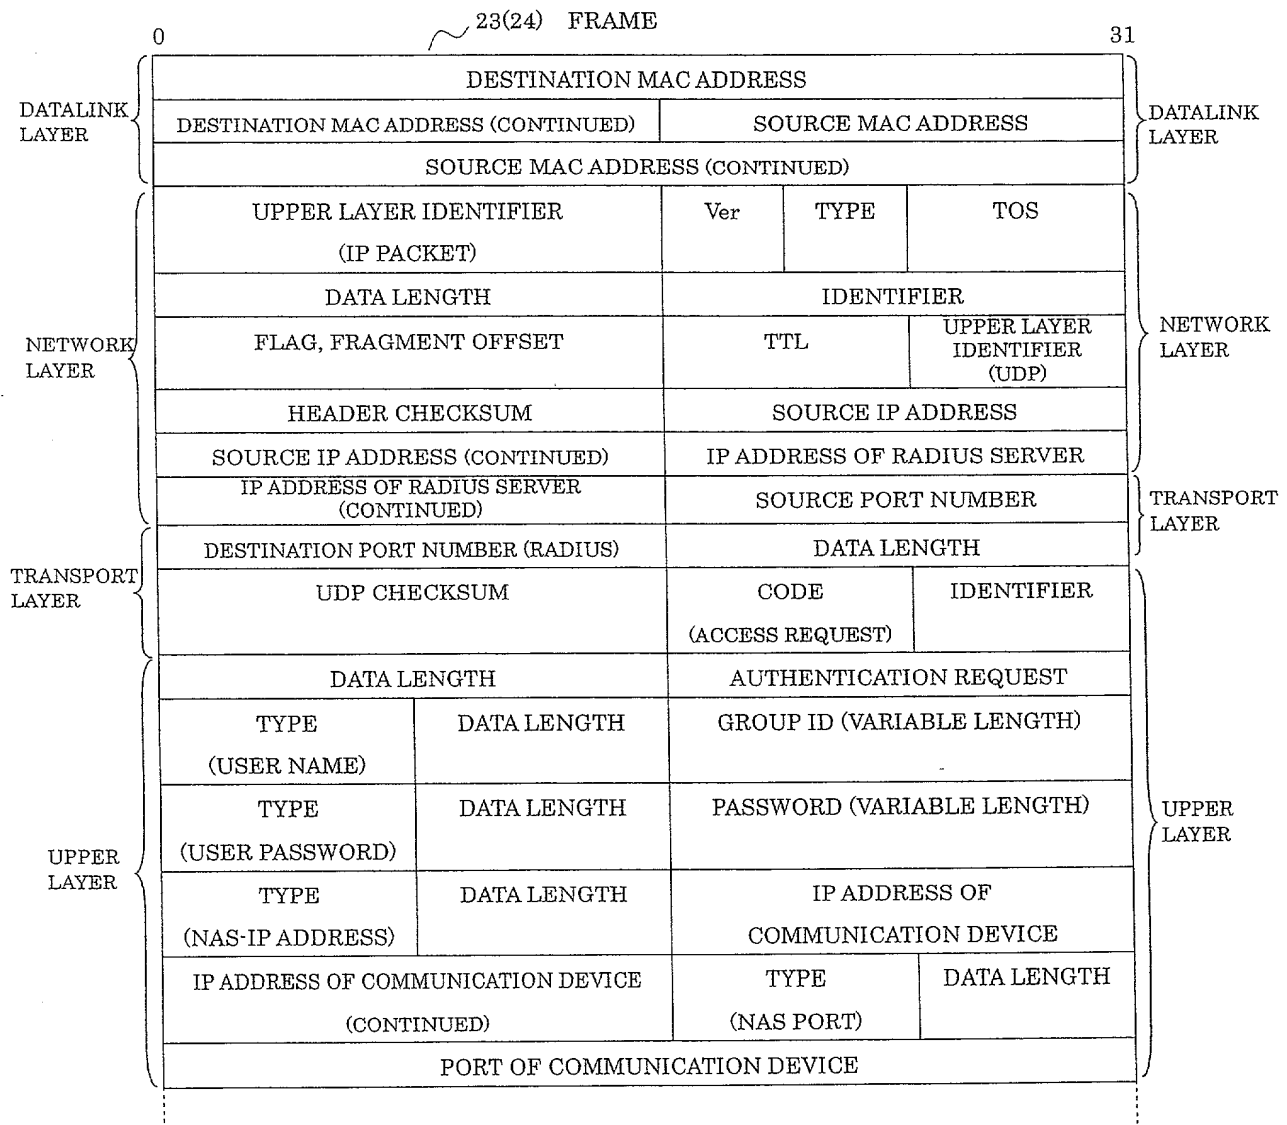 23(24) FRAME
0
31
DESTINATION MAC ADDRESS
DATALINK
LAYER
DESTINATION MAC ADDRESS (CONTINUED)
SOURCE MAC ADDRESS
DATALINK
LAYER
SOURCE MAC ADDRESS (CONTINUED)
UPPER LAYER IDENTIFIER
(IP PACKET)
Ver
TYPE
TOS
DATA LENGTH
IDENTIFIER
NETWORK
LAYER
FLAG, FRAGMENT OFFSET
TTL
UPPER LAYER
IDENTIFIER
(UDP)
NETWORK
LAYER
HEADER CHECKSUM
SOURCE IP ADDRESS
SOURCE IP ADDRESS (CONTINUED)
IP ADDRESS OF RADIUS SERVER
IP ADDRESS OF RADIUS SERVER
(CONTINUED)
SOURCE PORT NUMBER
TRANSPORT
LAYER
DESTINATION PORT NUMBER (RADIUS)
DATA LENGTH
TRANSPORT
LAYER
UDP CHECKSUM
CODE
(ACCESS REQUEST)
IDENTIFIER
DATA LENGTH
AUTHENTICATION REQUEST
TYPE
(USER NAME)
DATA LENGTH
GROUP ID (VARIABLE LENGTH)
TYPE
(USER PASSWORD)
DATA LENGTH
PASSWORD (VARIABLE LENGTH)
UPPER
LAYER
UPPER
LAYER
TYPE
(NAS-IP ADDRESS)
DATA LENGTH
IP ADDRESS OF
COMMUNICATION DEVICE
IP ADDRESS OF COMMUNICATION DEVICE
(CONTINUED)
TYPE
(NAS PORT)
DATA LENGTH
PORT OF COMMUNICATION DEVICE